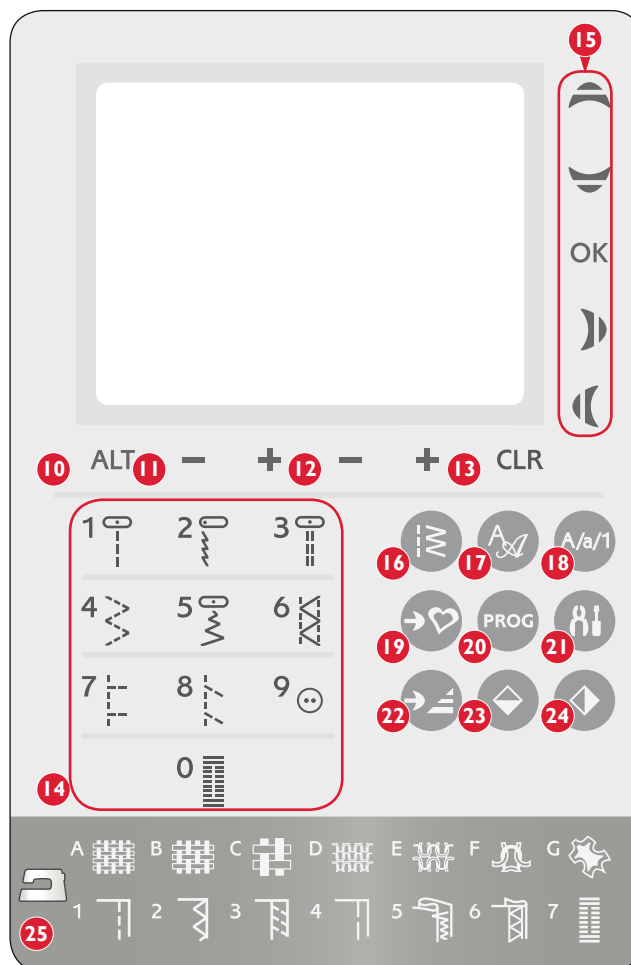 15
OK
10 ALT 11 − + 12 − + 13 CLR
1 2 3
16 17 A/a/1 18
4 5 6
19 PROG 20 21
7 8 9
22 23 24
0
14
A B C D E F G
25 1 2 3 4 5 6 7